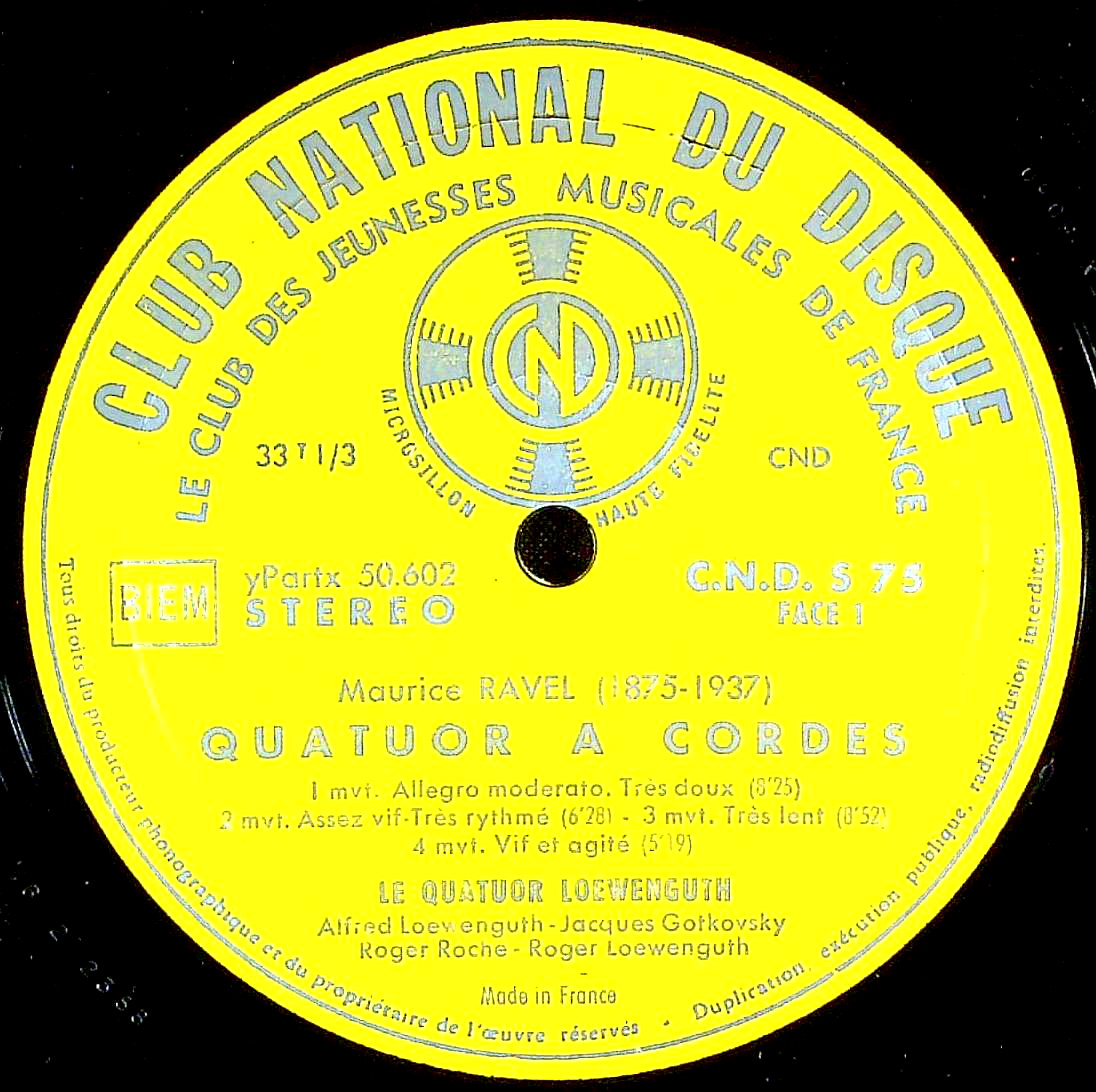 CLUB NATIONAL DU DISQUE
LE CLUB DES JEUNESSES MUSICALES DE FRANCE
CN
MICROSILLON
HAUTE FIDELITE
33 T 1/3
CND
BIEM
yPartx 50.602
STEREO
C.N.D. S 75
FACE 1
Maurice RAVEL (1875-1937)
QUATUOR A CORDES
1 mvt. Allegro moderato. Très doux (8'25)
2 mvt. Assez vif-Très rythmé (6'28) - 3 mvt. Très lent (8'52)
4 mvt. Vif et agité (5'19)
LE QUATUOR LOEWENGUTH
Alfred Loewenguth-Jacques Gotkovsky
Roger Roche - Roger Loewenguth
Made in France
Tous droits du producteur phonographique et du propriétaire de l'œuvre réservés · Duplication, exécution publique, radiodiffusion interdites.